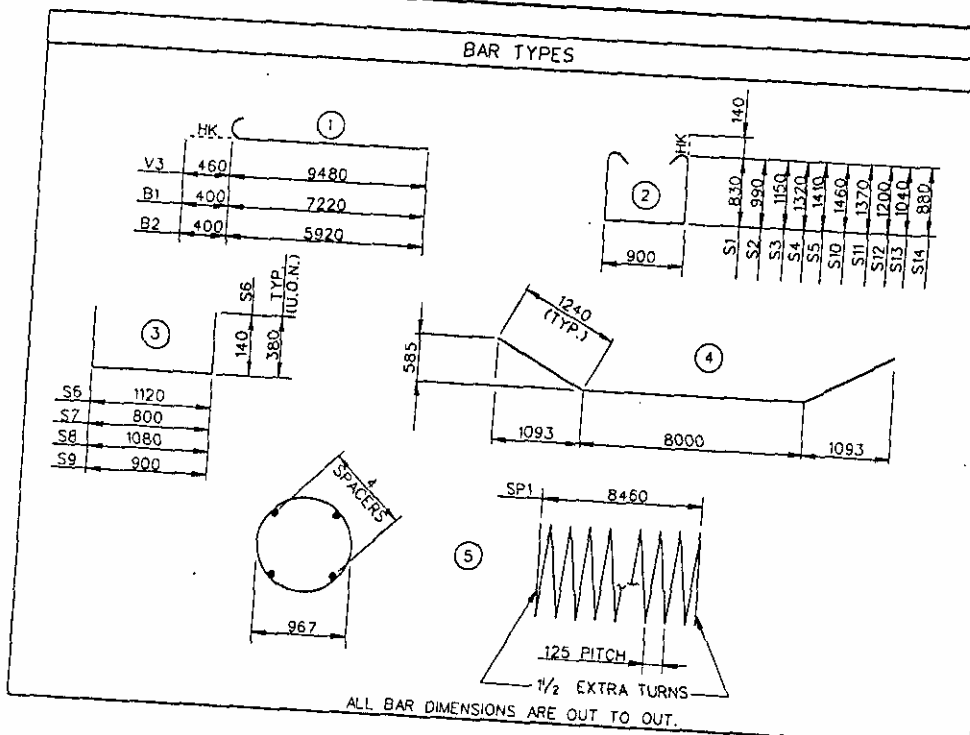 BAR TYPES
HK
1
V3 460 9480
B1 400 7220
B2 400 5920
140
HK
2
900
830 990 1150 1320 1410 1460 1370 1200 1040 880
S1 S2 S3 S4 S5 S10 S11 S12 S13 S14
3
S6
TYP.
(U.O.N.)
140
380
S6 1120
S7 800
S8 1080
S9 900
1240
(TYP.)
4
585
1093 8000 1093
4
SPACERS
967
5
SP1 8460
125 PITCH
1 1/2 EXTRA TURNS
ALL BAR DIMENSIONS ARE OUT TO OUT.